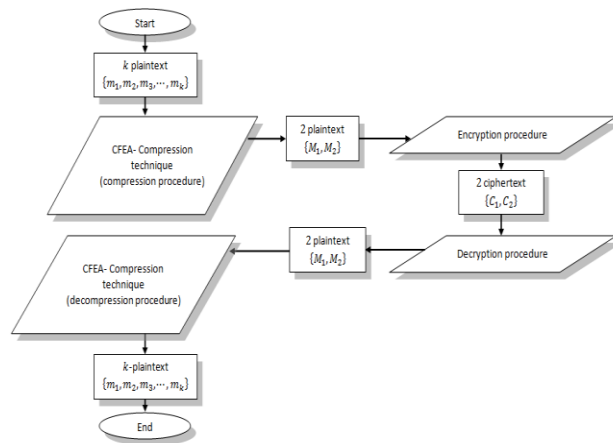 Start
k plaintext
{m₁, m₂, m₃, ⋯, mₖ}
CFEA- Compression
technique
(compression procedure)
2 plaintext
{M₁, M₂}
Encryption procedure
2 ciphertext
{C₁, C₂}
Decryption procedure
2 plaintext
{M₁, M₂}
CFEA- Compression
technique
(decompression procedure)
k-plaintext
{m₁, m₂, m₃, ⋯, mₖ}
End